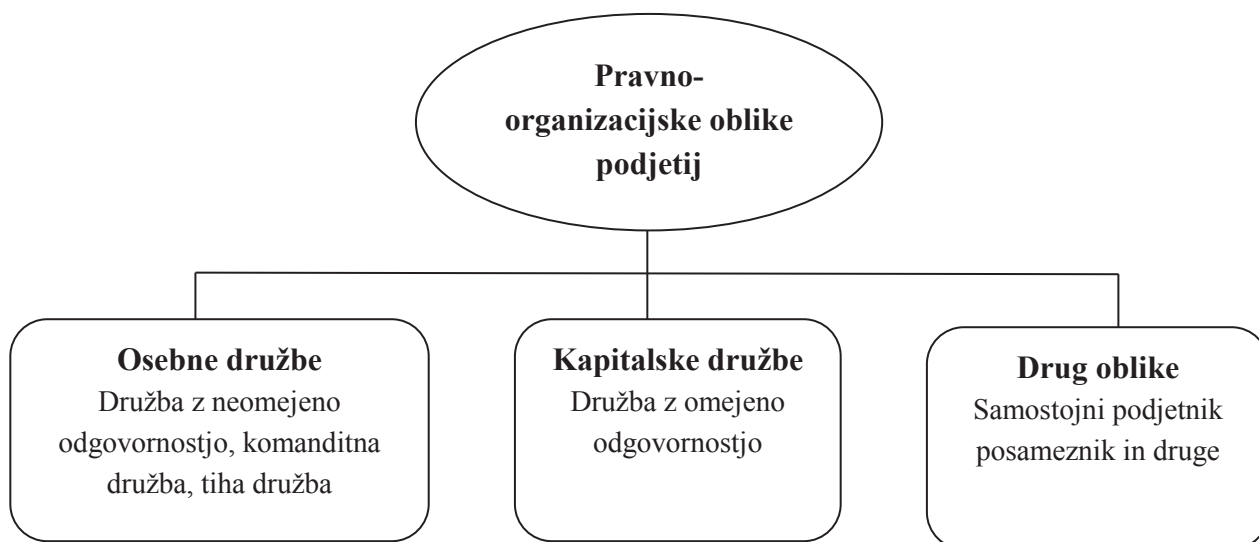 Pravno-
organizacijske oblike
podjetij
Osebne družbe
Družba z neomejeno
odgovornostjo, komanditna
družba, tiha družba
Kapitalske družbe
Družba z omejeno
odgovornostjo
Drug oblike
Samostojni podjetnik
posameznik in druge